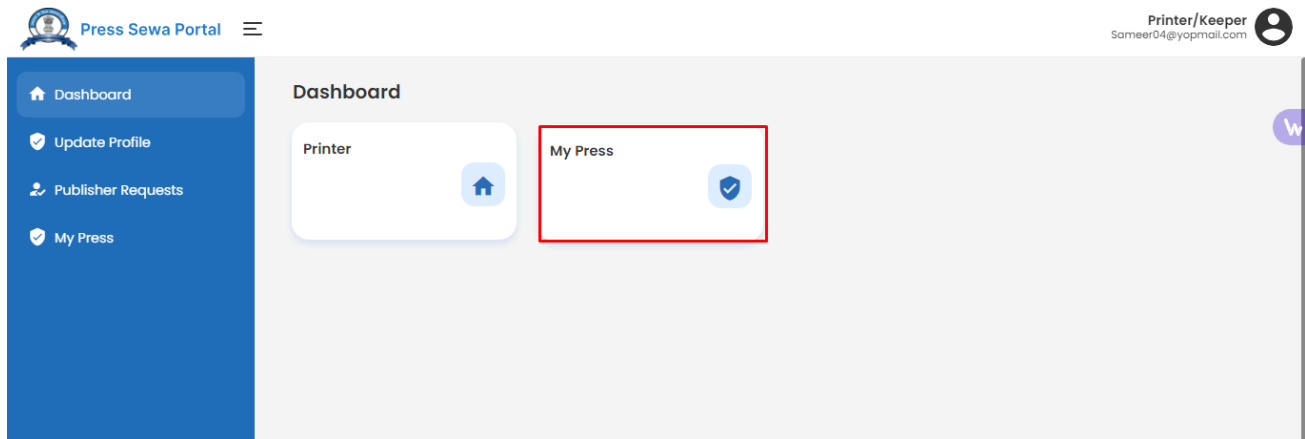 Press Sewa Portal
Printer/Keeper
Sameer04@yopmail.com
Dashboard
Update Profile
Publisher Requests
My Press
Dashboard
Printer
My Press